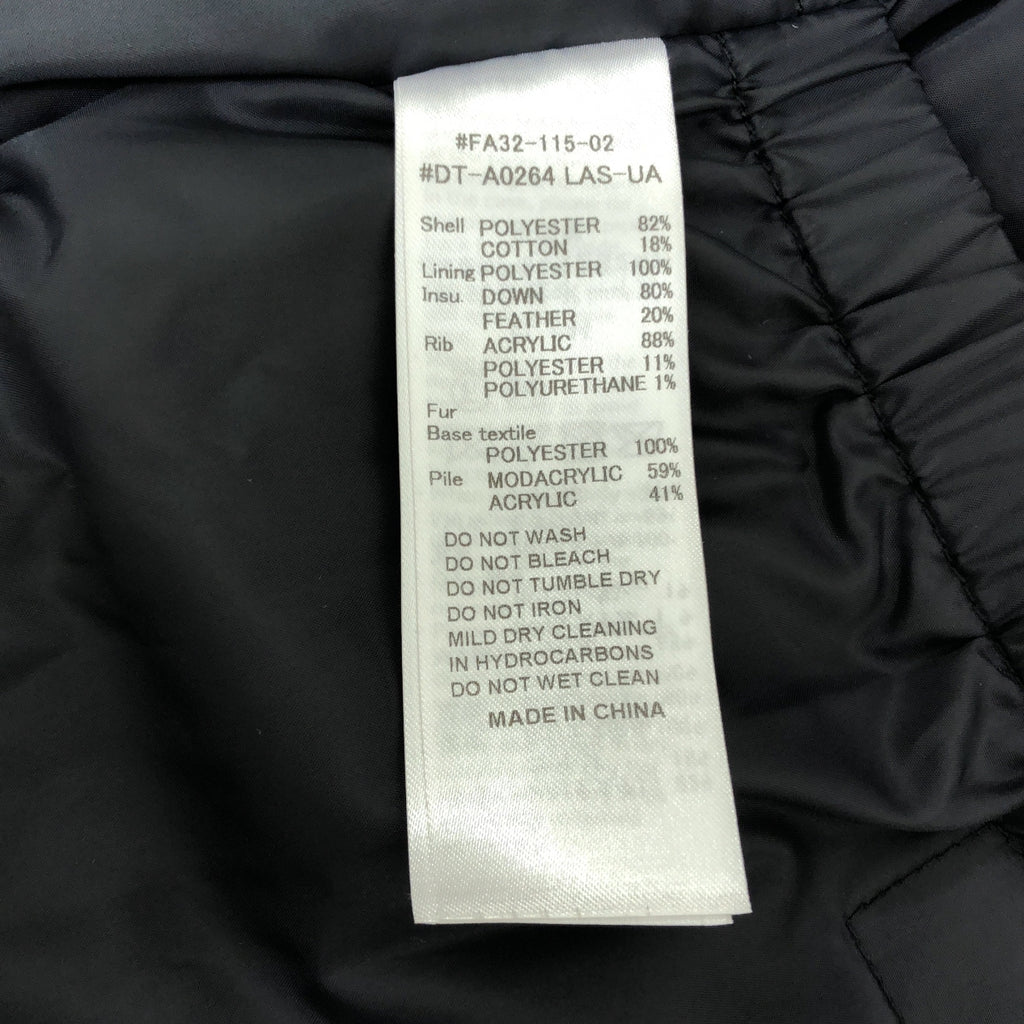 #FA32-115-02
#DT-A0264 LAS-UA
Shell POLYESTER 82%
COTTON 18%
Lining POLYESTER 100%
Insu. DOWN 80%
FEATHER 20%
Rib ACRYLIC 88%
POLYESTER 11%
POLYURETHANE 1%
Fur
Base textile
POLYESTER 100%
Pile MODACRYLIC 59%
ACRYLIC 41%
DO NOT WASH
DO NOT BLEACH
DO NOT TUMBLE DRY
DO NOT IRON
MILD DRY CLEANING
IN HYDROCARBONS
DO NOT WET CLEAN
MADE IN CHINA